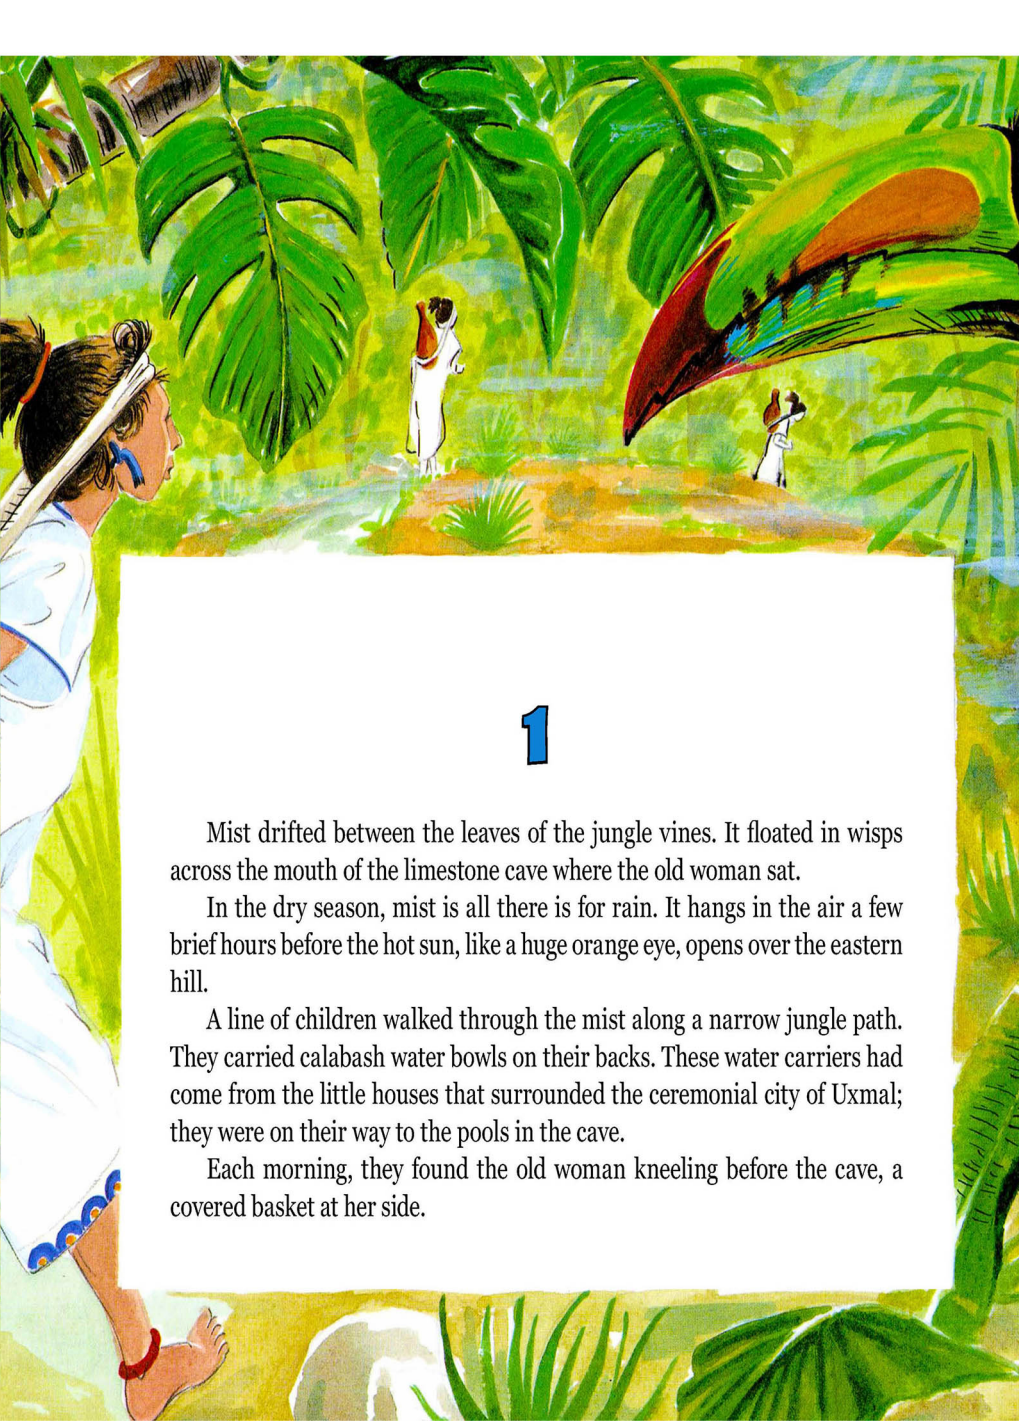 1
Mist drifted between the leaves of the jungle vines. It floated in wisps
across the mouth of the limestone cave where the old woman sat.
In the dry season, mist is all there is for rain. It hangs in the air a few
brief hours before the hot sun, like a huge orange eye, opens over the eastern
hill.
A line of children walked through the mist along a narrow jungle path.
They carried calabash water bowls on their backs. These water carriers had
come from the little houses that surrounded the ceremonial city of Uxmal;
they were on their way to the pools in the cave.
Each morning, they found the old woman kneeling before the cave, a
covered basket at her side.